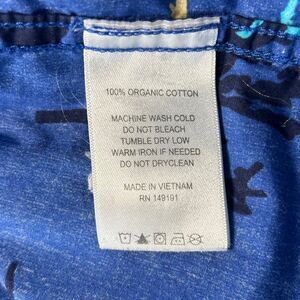 100% ORGANIC COTTON
MACHINE WASH COLD
DO NOT BLEACH
TUMBLE DRY LOW
WARM IRON IF NEEDED
DO NOT DRYCLEAN
MADE IN VIETNAM
RN 149191